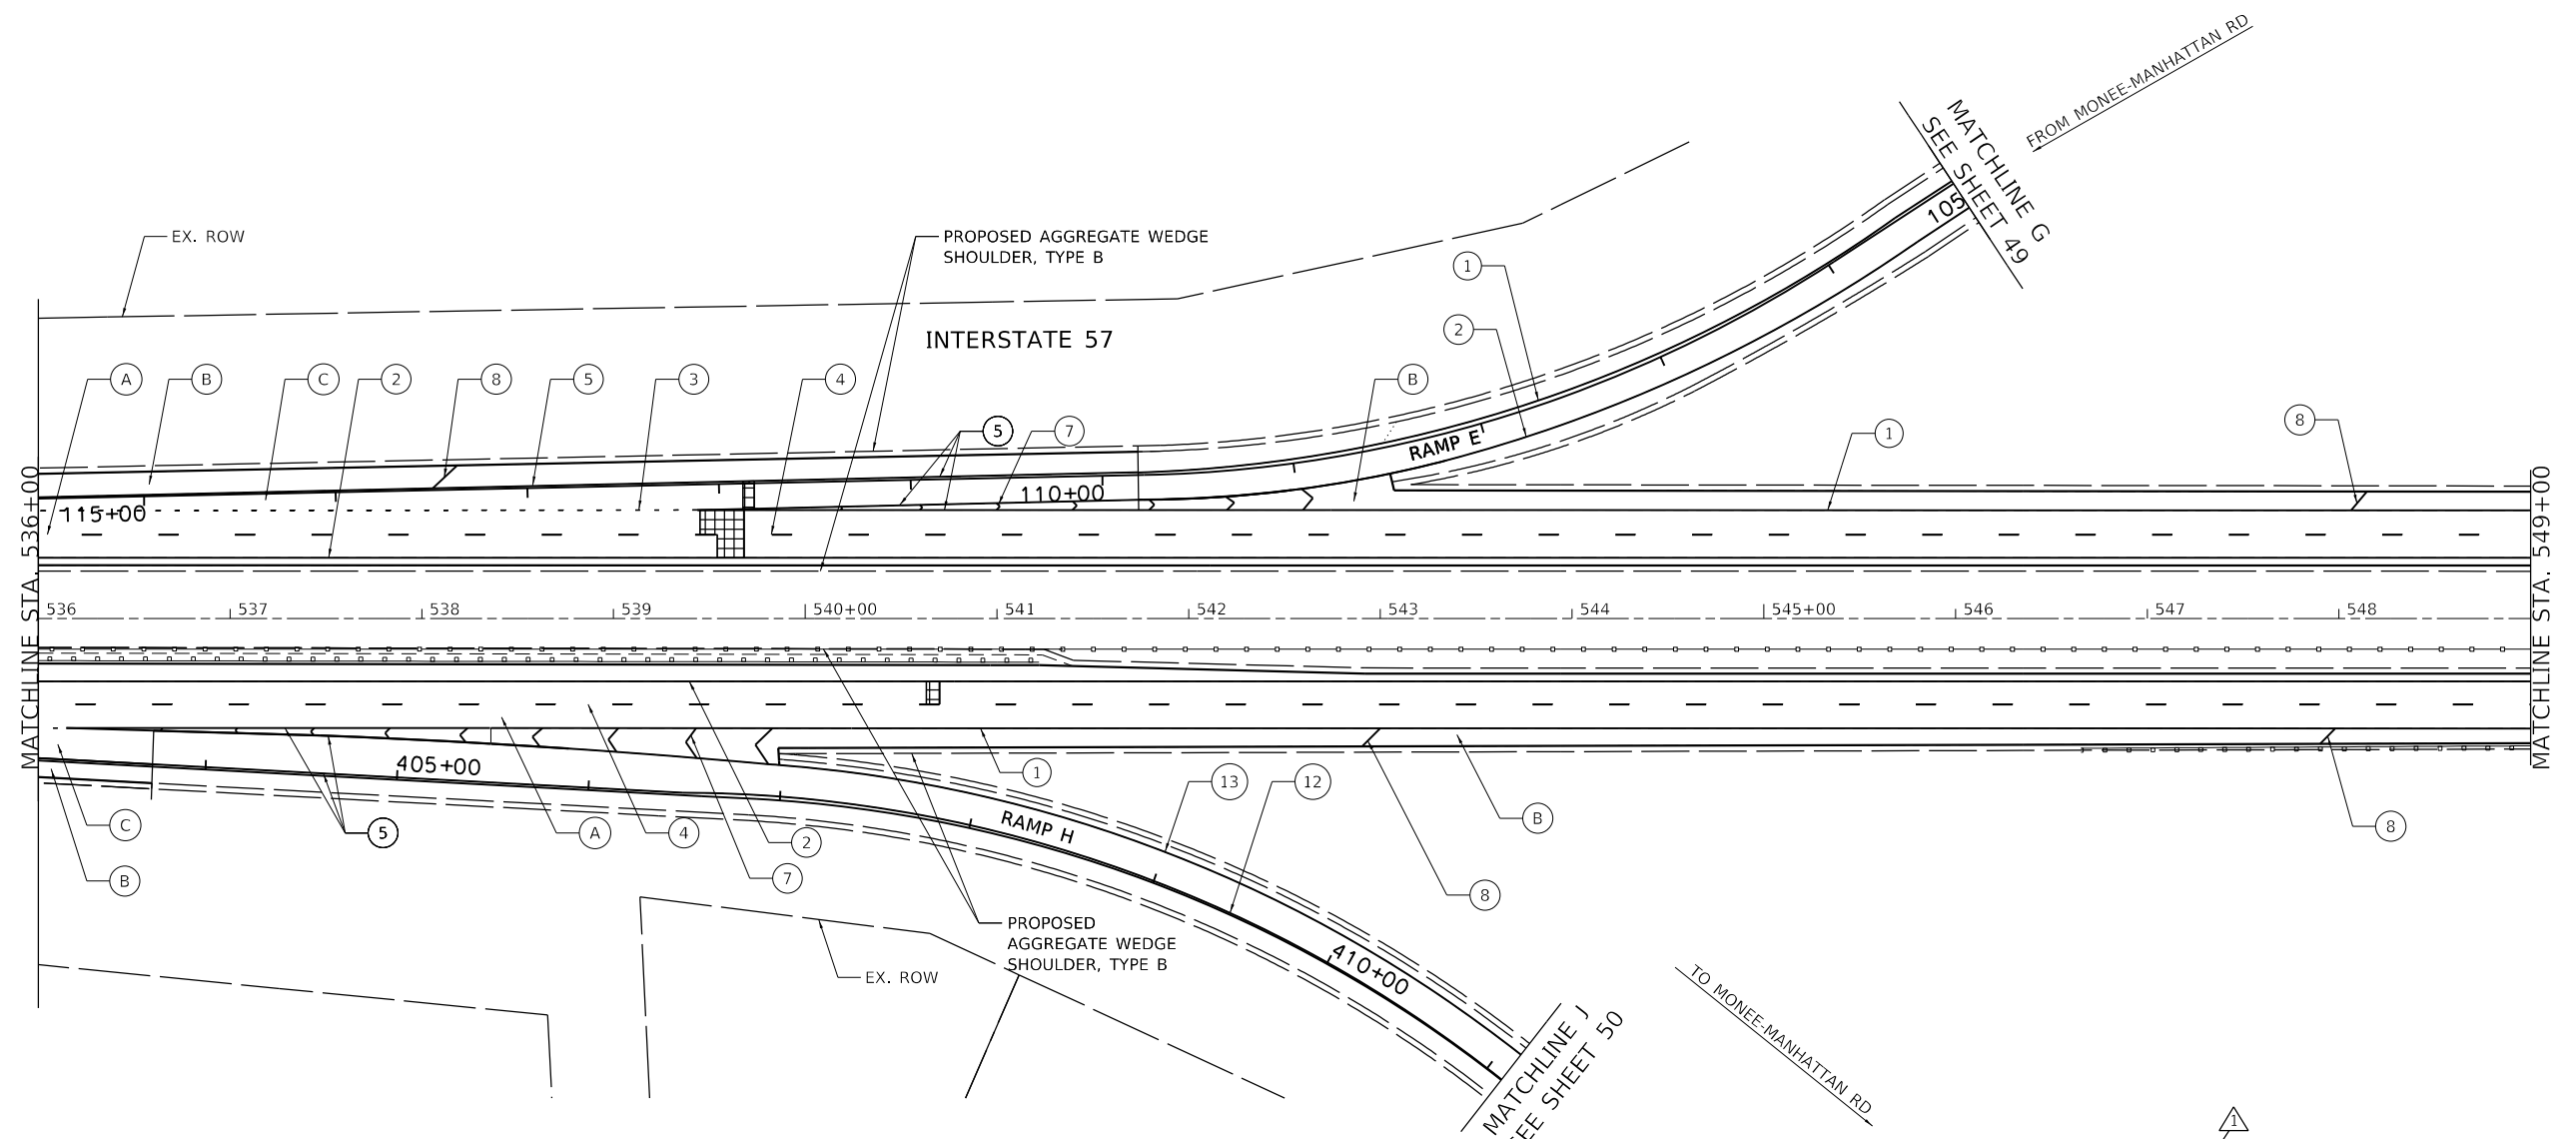 FROM MONEE-MANHATTAN RD
MATCHLINE G
SEE SHEET 49
105
EX. ROW
PROPOSED AGGREGATE WEDGE
SHOULDER, TYPE B
1
INTERSTATE 57
2
A
B
C
2
8
5
3
4
B
5
7
1
8
RAMP E
110+00
115+00
MATCHLINE STA. 536+00
MATCHLINE STA. 549+00
536
537
538
539
540+00
541
542
543
544
545+00
546
547
548
405+00
1
13
12
C
5
A
4
2
B
8
RAMP H
B
7
8
PROPOSED
AGGREGATE WEDGE
SHOULDER, TYPE B
EX. ROW
410+00
MATCHLINE J
EE SHEET 50
TO MONEE-MANHATTAN RD
1